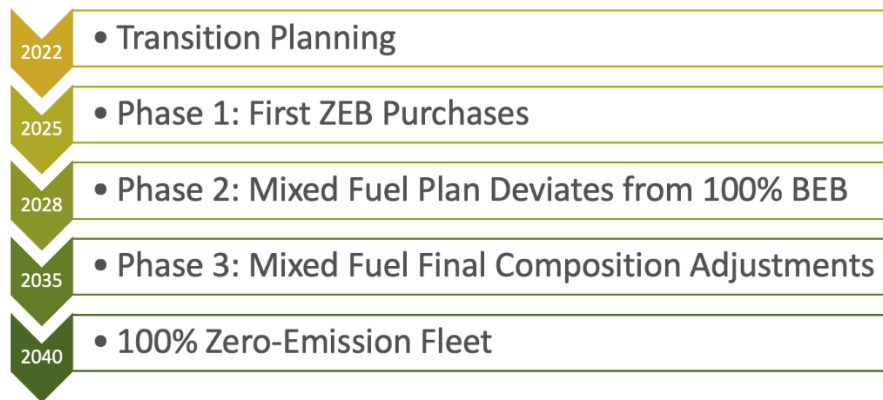 2022 • Transition Planning
2025 • Phase 1: First ZEB Purchases
2028 • Phase 2: Mixed Fuel Plan Deviates from 100% BEB
2035 • Phase 3: Mixed Fuel Final Composition Adjustments
2040 • 100% Zero-Emission Fleet